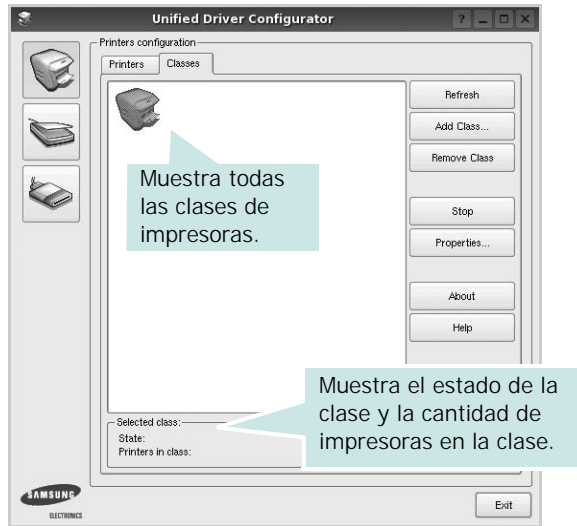 Unified Driver Configurator
Printers configuration
Printers
Classes
Refresh
Add Class...
Remove Class
Muestra todas
las clases de
impresoras.
Stop
Properties...
About
Help
Muestra el estado de la
clase y la cantidad de
impresoras en la clase.
Selected class:
State:
Printers in class:
SAMSUNG
ELECTRONICS
Exit